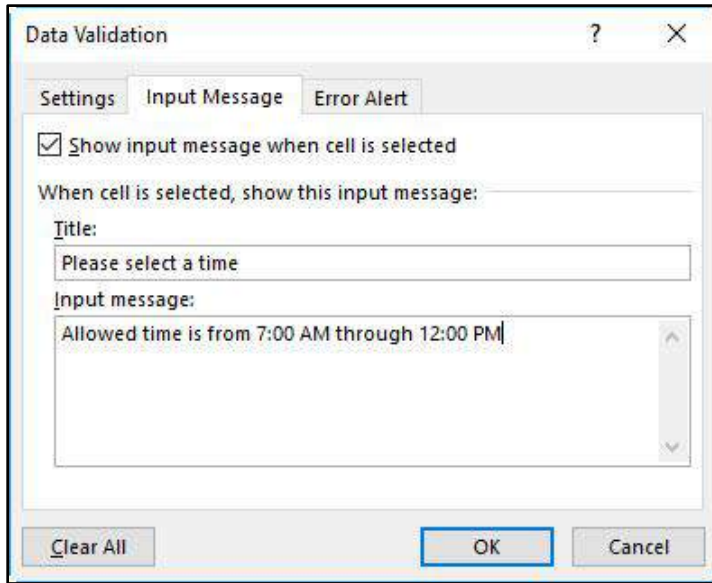 Data Validation ?
Settings Input Message Error Alert
Show input message when cell is selected
When cell is selected, show this input message:
Title:
Please select a time
Input message:
Allowed time is from 7:00 AM through 12:00 PM
Clear All OK Cancel